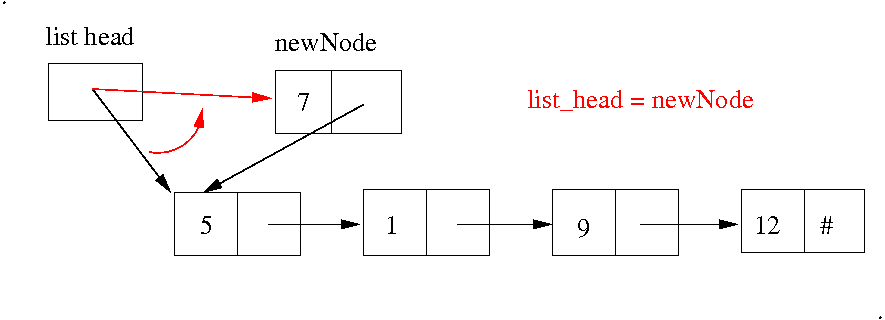 list head
newNode
7
list_head = newNode
5
1
9
12 #